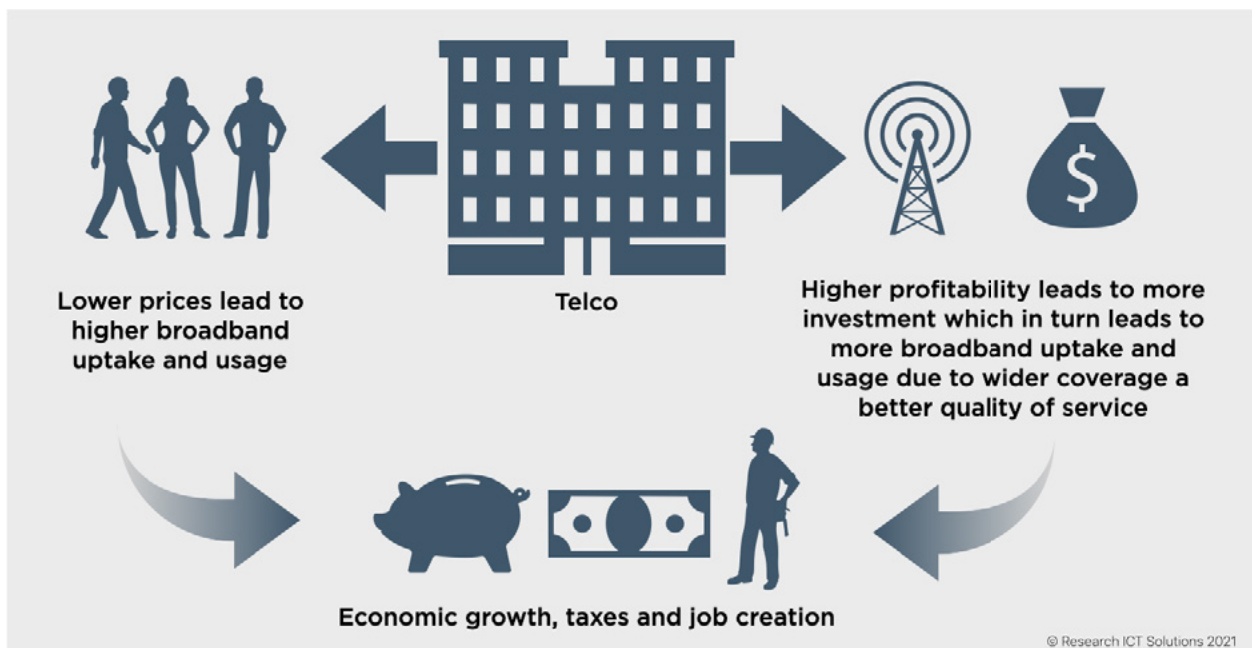 Lower prices lead to
higher broadband
uptake and usage
Telco
Higher profitability leads to more
investment which in turn leads to
more broadband uptake and
usage due to wider coverage a
better quality of service
$
Economic growth, taxes and job creation
© Research ICT Solutions 2021